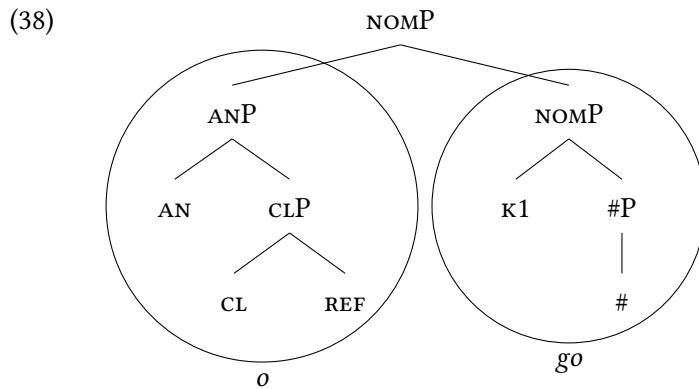 (38) NOMP
ANP NOMP
AN CLP K1 #P
CL REF #
o go